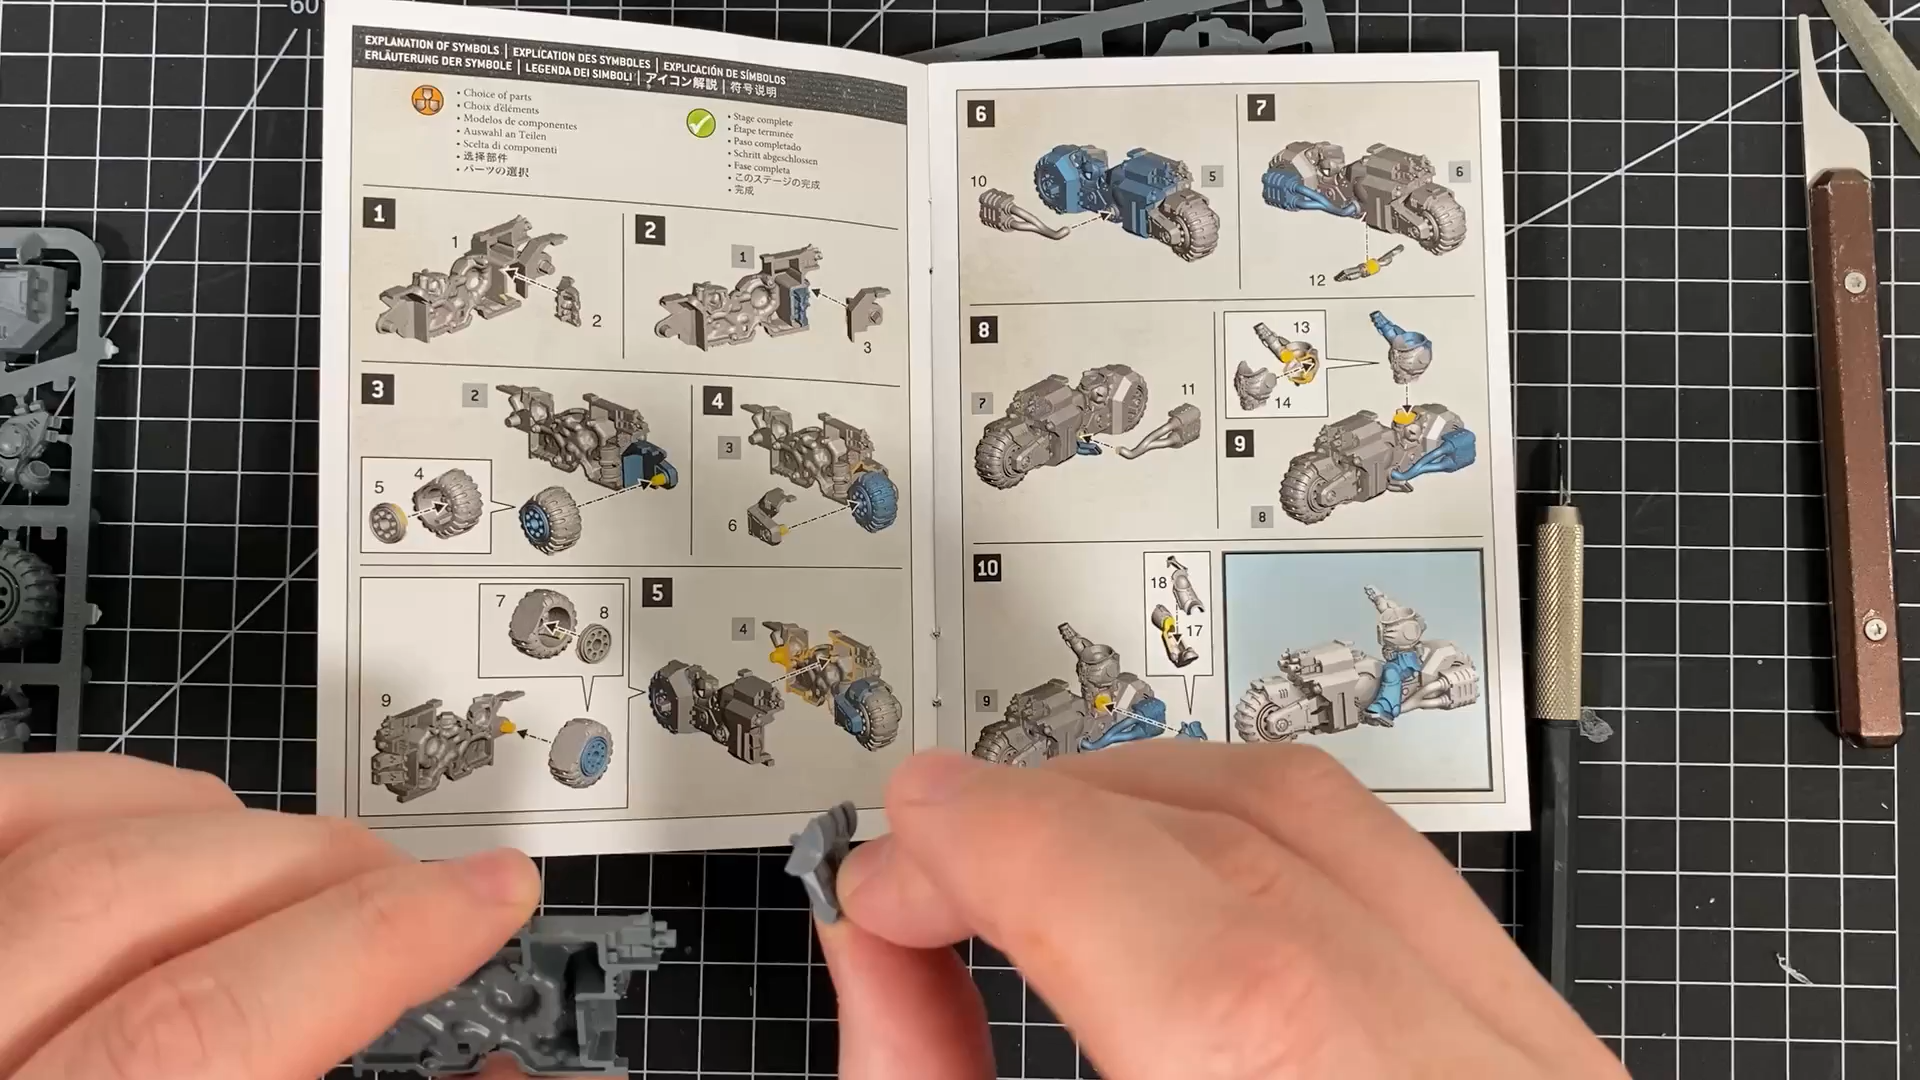 60
EXPLANATION OF SYMBOLS | EXPLICATION DES SYMBOLES | EXPLICACIÓN DE SÍMBOLOS
ERLÄUTERUNG DER SYMBOLE | LEGENDA DEI SIMBOLI | アイコン解説 | 符号说明
• Choice of parts
• Choix d'éléments
• Modelos de componentes
• Auswahl an Teilen
• Scelta di componenti
• 选择部件
• パーツの選択
• Stage complete
• Étape terminée
• Paso completado
• Schritt abgeschlossen
• Fase completa
• このステージの完成
• 完成
1
1
2
2
1
3
3
2
4
5
4
3
6
7
8
9
5
4
6
10
5
7
6
12
8
7
11
13
14
9
8
10
18
17
9